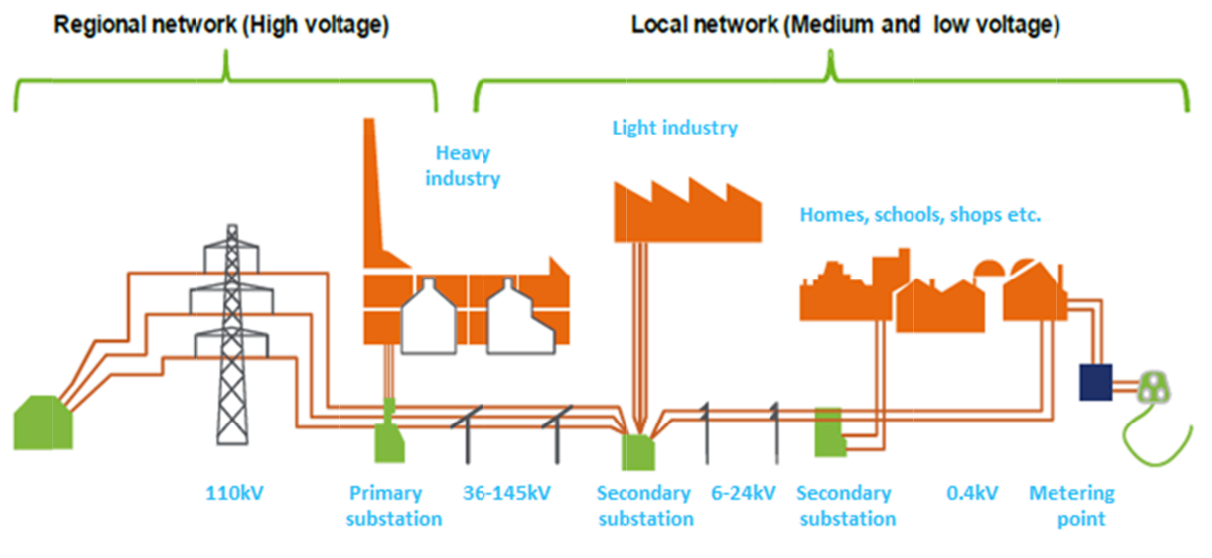 Regional network (High voltage)
Local network (Medium and low voltage)
Light industry
Heavy
industry
Homes, schools, shops etc.
110kV
Primary
substation
36-145kV
Secondary
substation
6-24kV
Secondary
substation
0.4kV
Metering
point